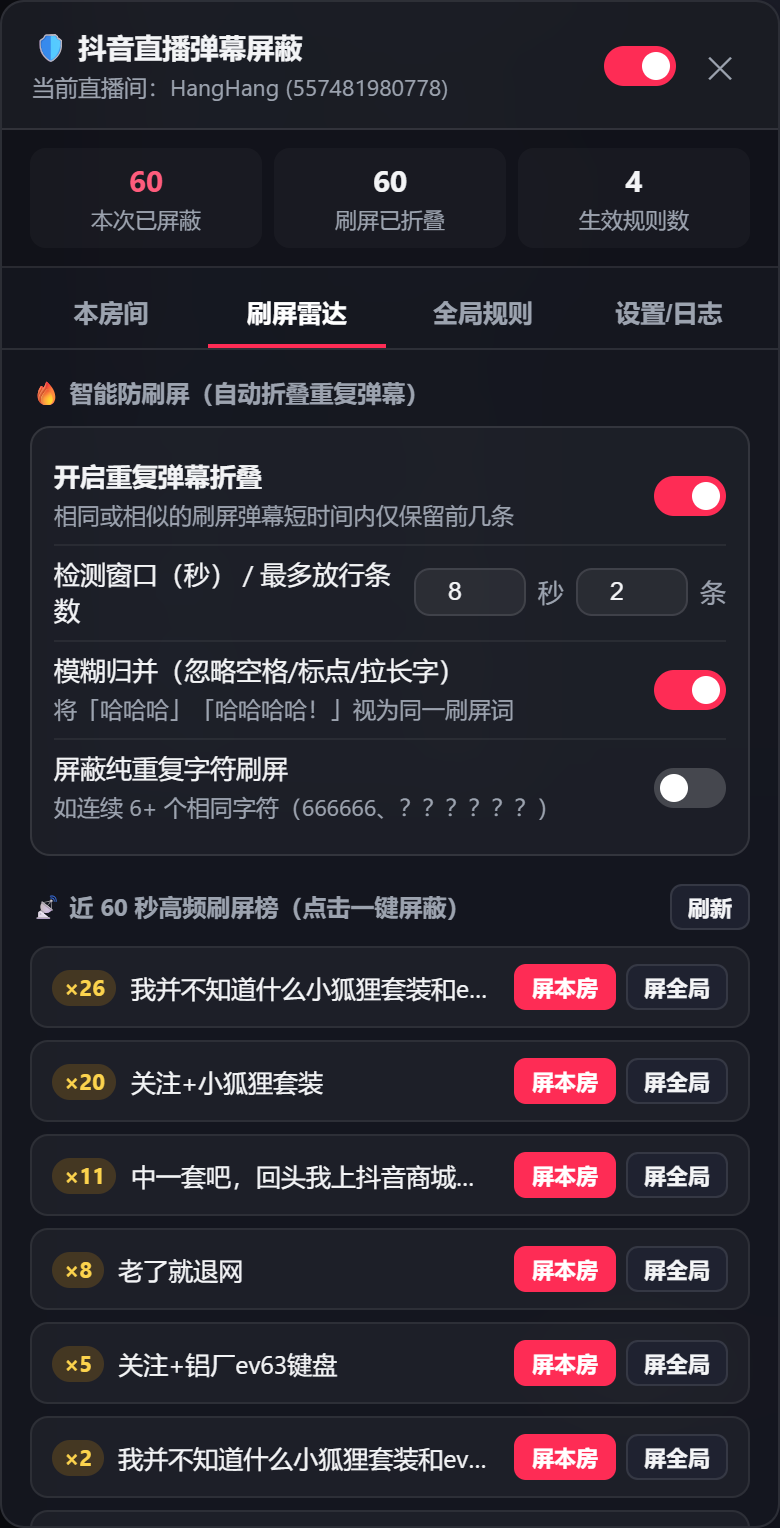 抖音直播弹幕屏蔽
当前直播间：HangHang (557481980778)
60
本次已屏蔽
60
刷屏已折叠
4
生效规则数
本房间
刷屏雷达
全局规则
设置/日志
智能防刷屏（自动折叠重复弹幕）
开启重复弹幕折叠
相同或相似的刷屏弹幕短时间内仅保留前几条
检测窗口（秒） / 最多放行条
数
8 秒 2 条
模糊归并（忽略空格/标点/拉长字）
将「哈哈哈」「哈哈哈哈！」视为同一刷屏词
屏蔽纯重复字符刷屏
如连续 6+ 个相同字符（666666、？？？？？？）
近 60 秒高频刷屏榜（点击一键屏蔽）
刷新
×26 我并不知道什么小狐狸套装和e... 屏本房 屏全局
×20 关注+小狐狸套装 屏本房 屏全局
×11 中一套吧，回头我上抖音商城... 屏本房 屏全局
×8 老了就退网 屏本房 屏全局
×5 关注+铝厂ev63键盘 屏本房 屏全局
×2 我并不知道什么小狐狸套装和ev... 屏本房 屏全局